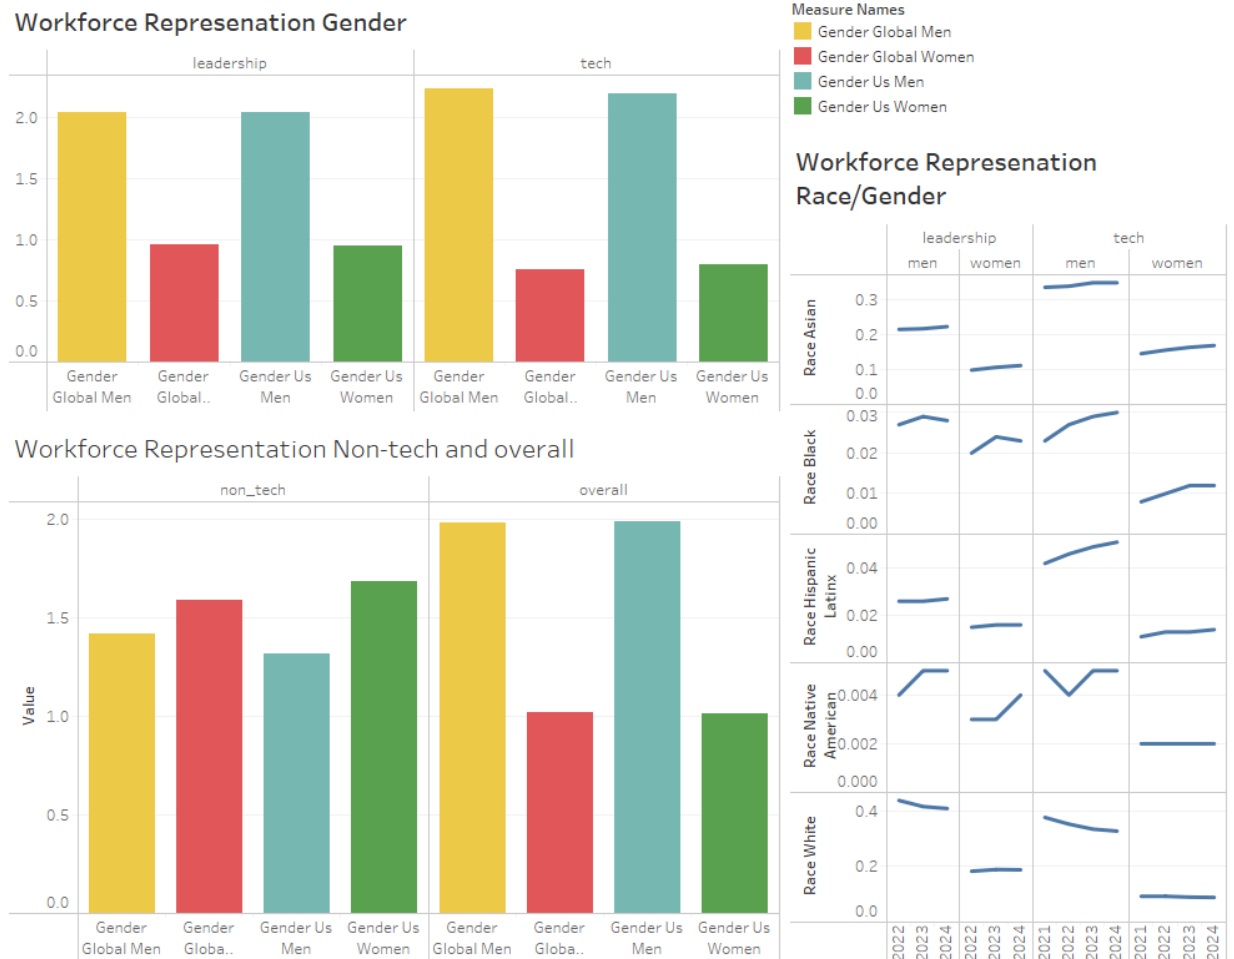 Workforce Represenation Gender
leadership
tech
2.0
1.5
1.0
0.5
0.0
Gender Global Men
Gender Global..
Gender Us Men
Gender Us Women
Gender Global Men
Gender Global..
Gender Us Men
Gender Us Women
Workforce Representation Non-tech and overall
non_tech
overall
Value
2.0
1.5
1.0
0.5
0.0
Gender Global Men
Gender Globa..
Gender Us Men
Gender Us Women
Gender Global Men
Gender Globa..
Gender Us Men
Gender Us Women
Measure Names
Gender Global Men
Gender Global Women
Gender Us Men
Gender Us Women
Workforce Represenation
Race/Gender
leadership
tech
men
women
men
women
Race Asian
0.3
0.2
0.1
0.0
Race Black
0.03
0.02
0.01
0.00
Race Hispanic
Latinx
0.04
0.02
0.00
Race Native
American
0.004
0.002
0.000
Race White
0.4
0.2
0.0
2022
2023
2024
2022
2023
2024
2021
2022
2023
2024
2021
2022
2023
2024